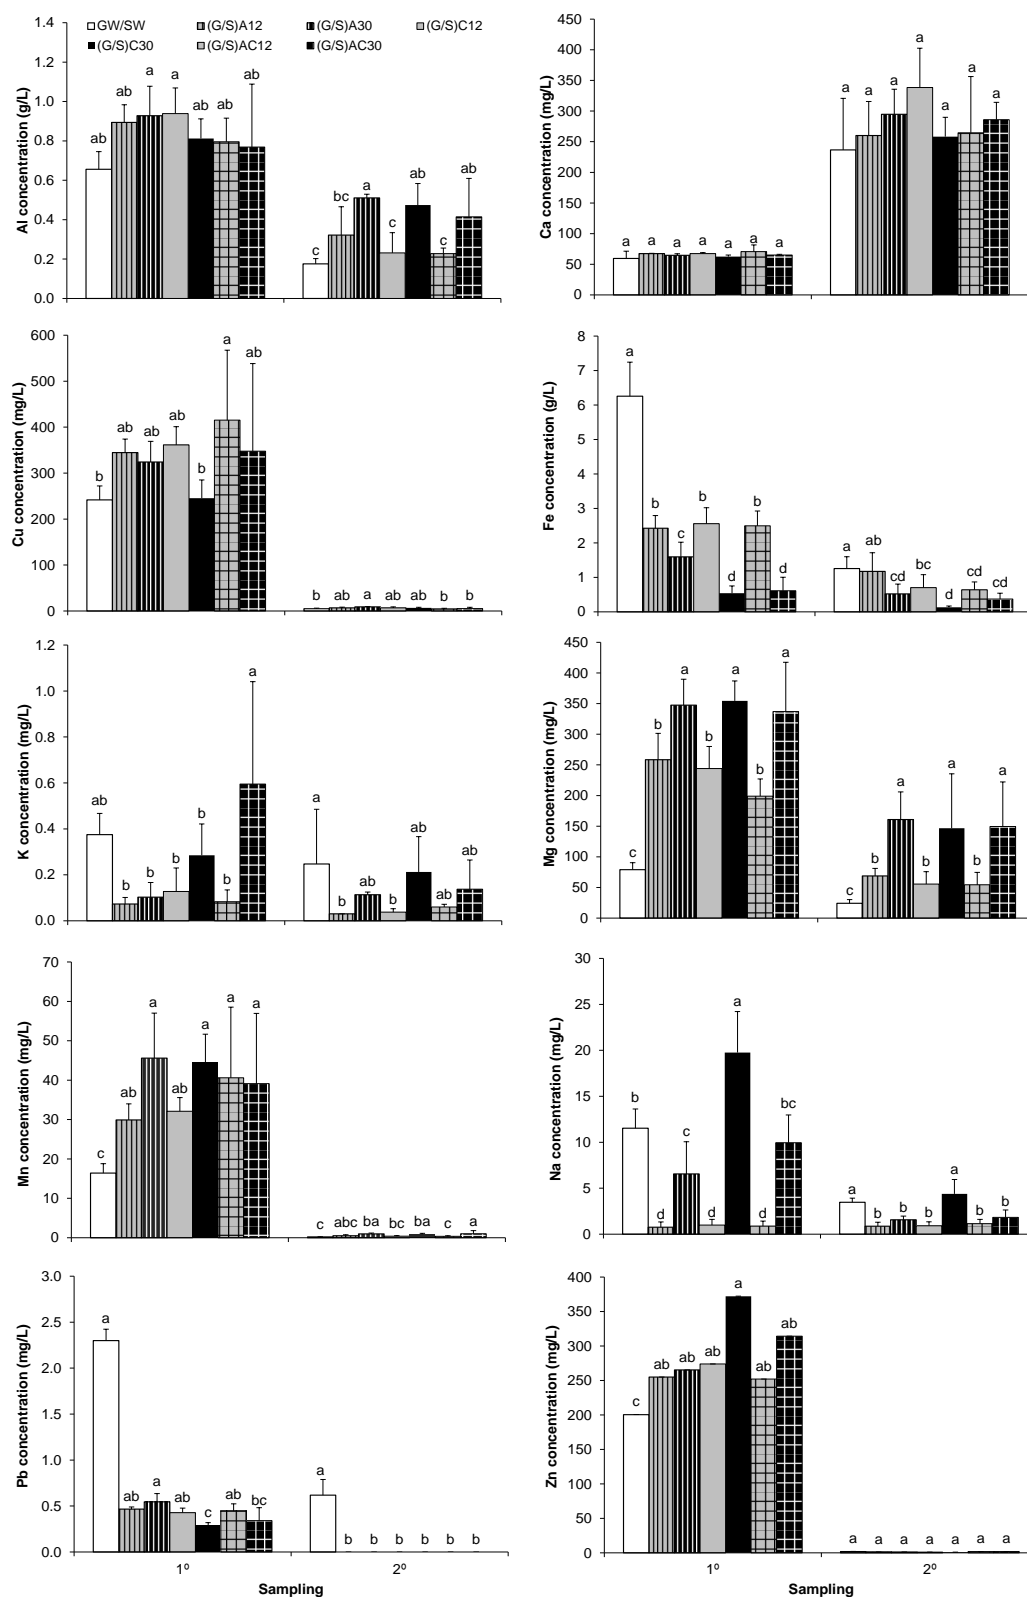 GW/SW (G/S)A12 (G/S)A30 (G/S)C12
(G/S)C30 (G/S)AC12 (G/S)AC30
Al concentration (g/L)
1.4
1.2
1.0
0.8
0.6
0.4
0.2
0.0
ab ab a a ab ab ab
c bc a c ab c ab
Ca concentration (mg/L)
450
400
350
300
250
200
150
100
50
0
a a a a a a a
a a a a a a a
Cu concentration (mg/L)
600
500
400
300
200
100
0
b ab ab ab b a ab
b ab a ab ab b b
Fe concentration (g/L)
8
7
6
5
4
3
2
1
0
a b c b d b d
a ab cd bc d cd cd
K concentration (mg/L)
1.2
1.0
0.8
0.6
0.4
0.2
0.0
ab b b b b b a
a b ab b ab ab ab
Mg concentration (mg/L)
450
400
350
300
250
200
150
100
50
0
c b a b a b a
c b a b a b a
Mn concentration (mg/L)
70
60
50
40
30
20
10
0
c ab a ab a a a
c abc ba bc ba c a
Na concentration (mg/L)
30
25
20
15
10
5
0
b d c d a d bc
a b b b a b b
Pb concentration (mg/L)
3.0
2.5
2.0
1.5
1.0
0.5
0.0
a ab a ab c ab bc
a b b b b b b
1º 2º
Sampling
Zn concentration (mg/L)
400
350
300
250
200
150
100
50
0
c ab ab ab a ab ab
a a a a a a a
1º 2º
Sampling